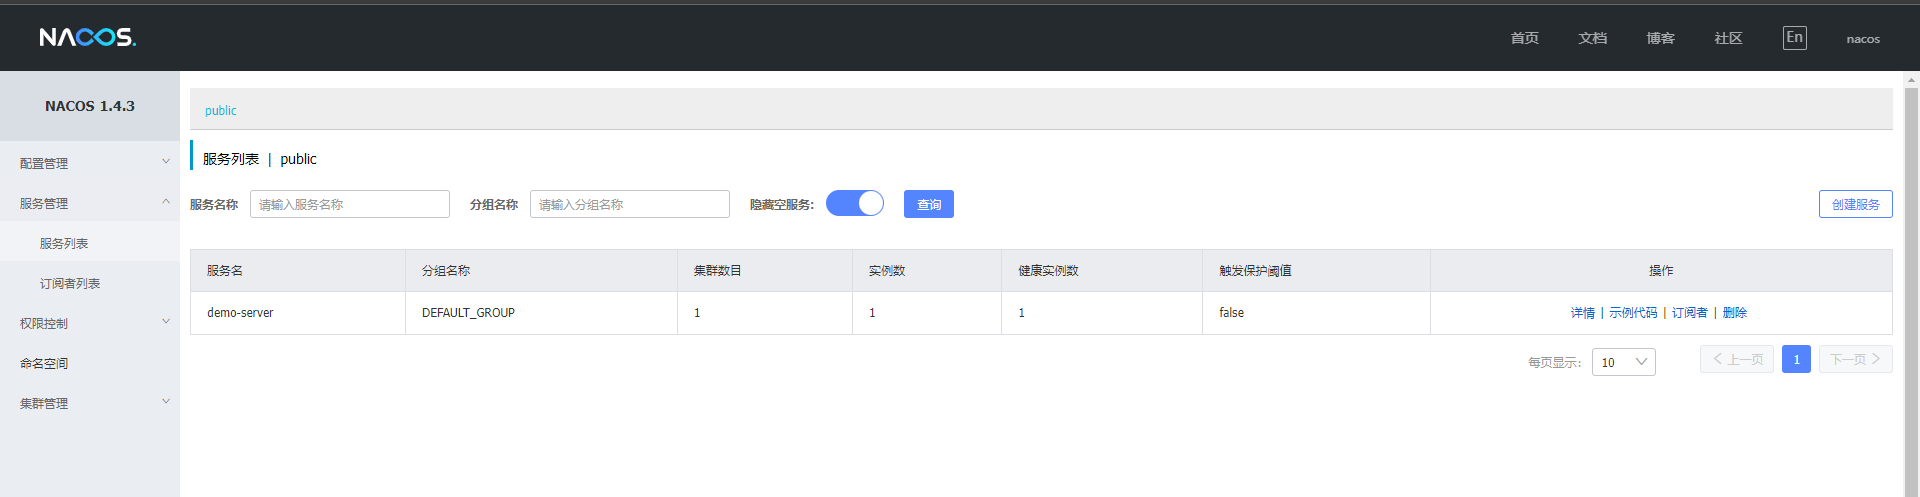 NACOS.
首页 文档 博客 社区 En nacos
NACOS 1.4.3
配置管理
服务管理
服务列表
订阅者列表
权限控制
命名空间
集群管理
public
服务列表 | public
服务名称 请输入服务名称 分组名称 请输入分组名称 隐藏空服务: 查询 创建服务
服务名 分组名称 集群数目 实例数 健康实例数 触发保护阈值 操作
demo-server DEFAULT_GROUP 1 1 1 false 详情 | 示例代码 | 订阅者 | 删除
每页显示: 10 上一页 1 下一页